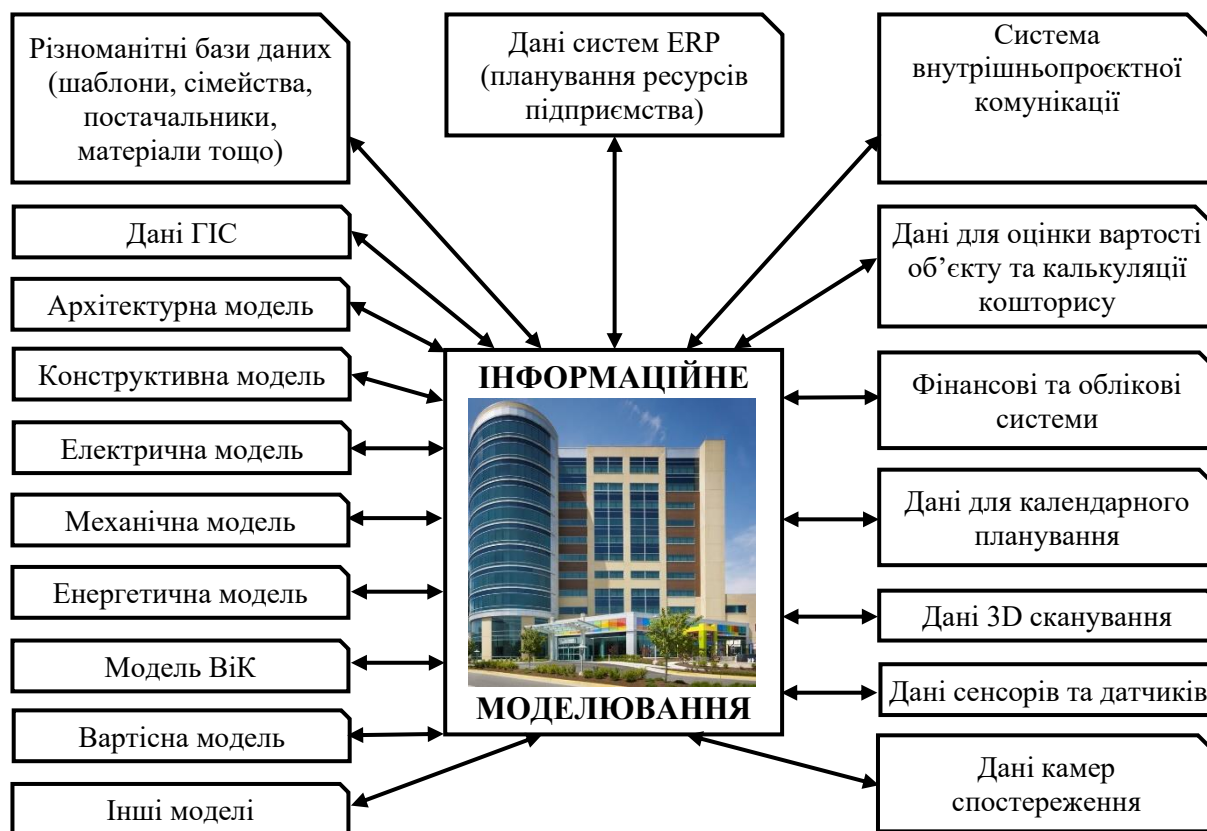 Різноманітні бази даних
(шаблони, сімейства,
постачальники,
матеріали тощо)
Дані систем ERP
(планування ресурсів
підприємства)
Система
внутрішньопроєктної
комунікації
Дані ГІС
Дані для оцінки вартості
об’єкту та калькуляції
кошторису
Архітектурна модель
Конструктивна модель
Електрична модель
Механічна модель
Енергетична модель
Модель ВіК
Вартісна модель
Інші моделі
ІНФОРМАЦІЙНЕ
МОДЕЛЮВАННЯ
Фінансові та облікові
системи
Дані для календарного
планування
Дані 3D сканування
Дані сенсорів та датчиків
Дані камер
спостереження